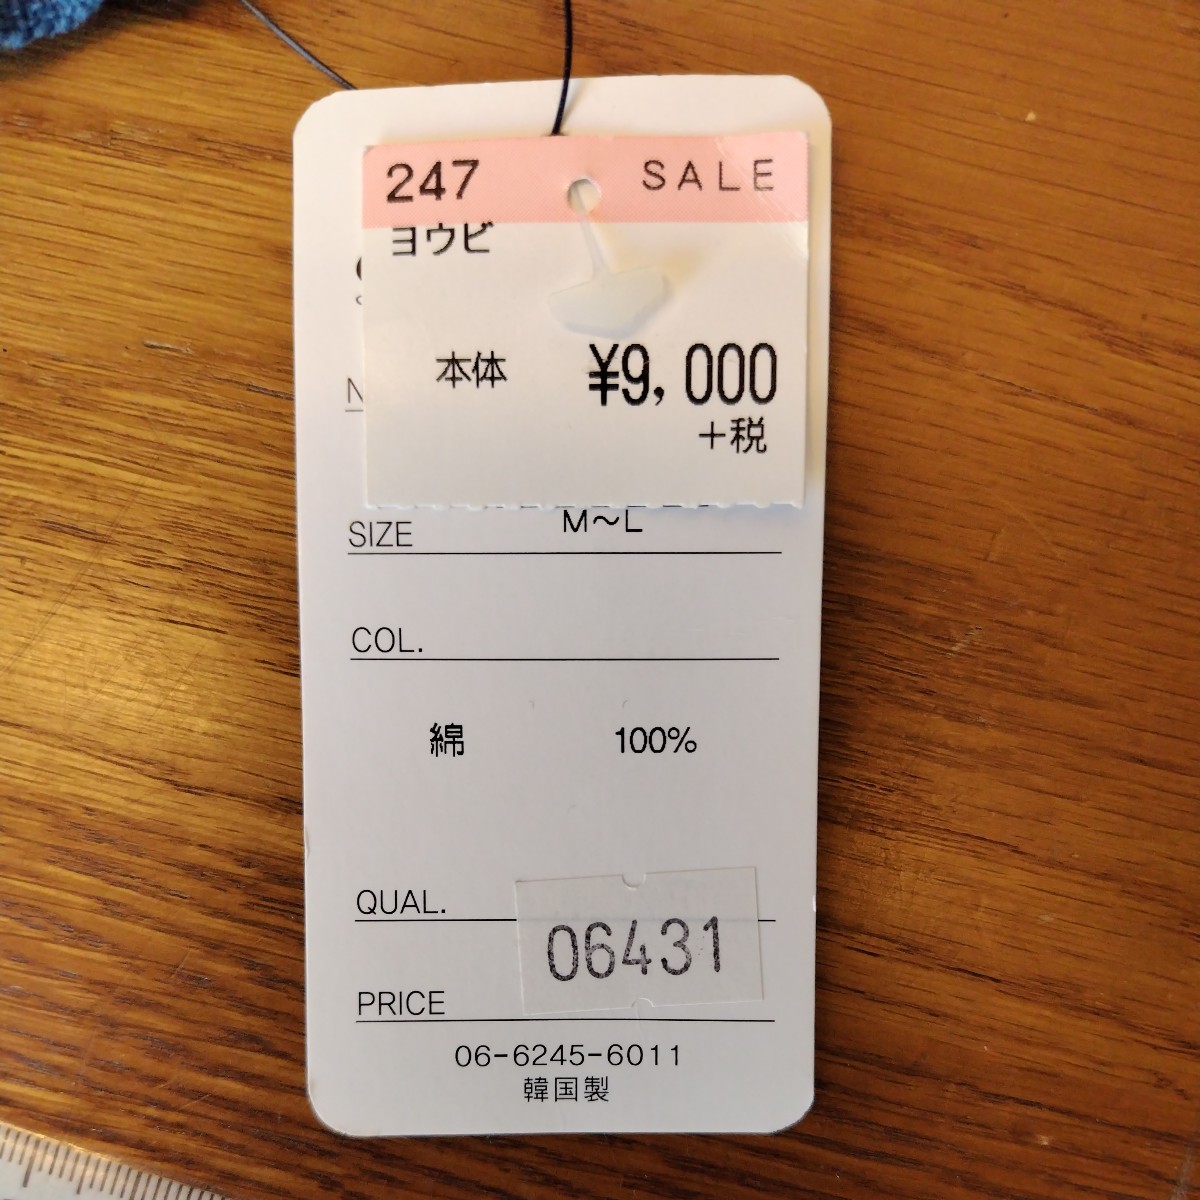 247 SALE
ヨウビ
本体 ¥9,000
+税
SIZE M～L
COL.
綿 100%
QUAL.
06431
PRICE
06-6245-6011
韓国製